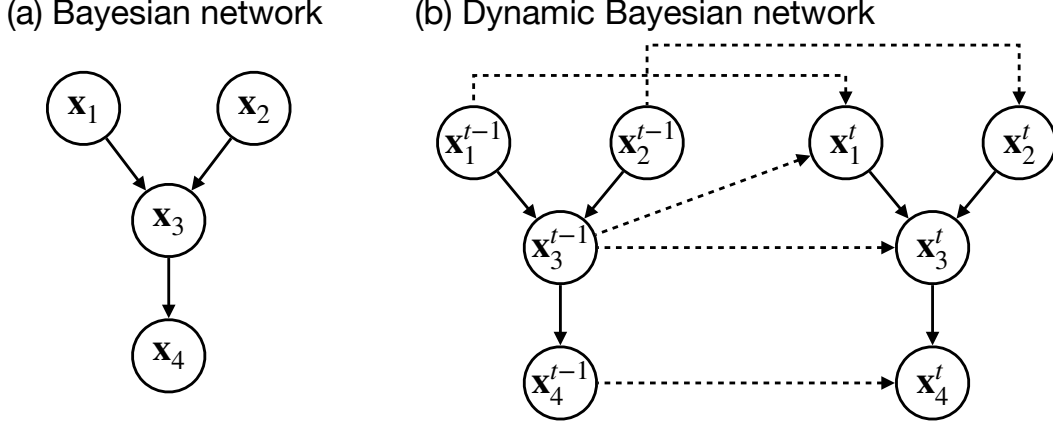 (a) Bayesian network
(b) Dynamic Bayesian network
x₁
x₂
x₃
x₄
x₁ᵗ⁻¹
x₂ᵗ⁻¹
x₁ᵗ
x₂ᵗ
x₃ᵗ⁻¹
x₃ᵗ
x₄ᵗ⁻¹
x₄ᵗ